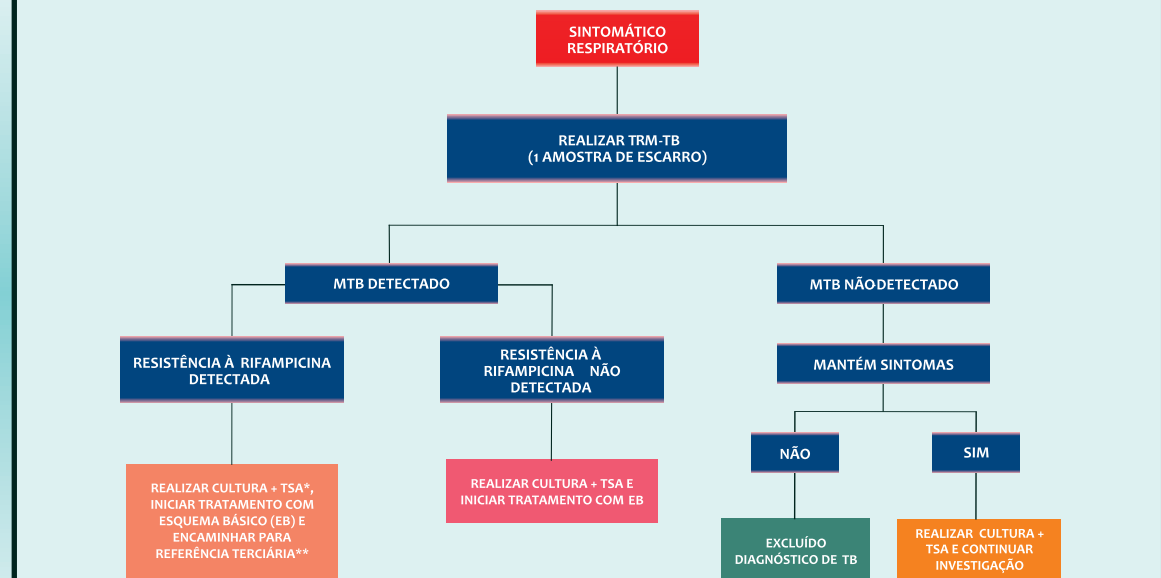 SINTOMÁTICO
RESPIRATÓRIO
REALIZAR TRM-TB
(1 AMOSTRA DE ESCARRO)
MTB DETECTADO
MTB NÃO DETECTADO
RESISTÊNCIA À RIFAMPICINA
DETECTADA
RESISTÊNCIA À
RIFAMPICINA NÃO
DETECTADA
MANTÉM SINTOMAS
NÃO
SIM
REALIZAR CULTURA + TSA*,
INICIAR TRATAMENTO COM
ESQUEMA BÁSICO (EB) E
ENCAMINHAR PARA
REFERÊNCIA TERCIÁRIA**
REALIZAR CULTURA + TSA E
INICIAR TRATAMENTO COM EB
EXCLUÍDO
DIAGNÓSTICO DE TB
REALIZAR CULTURA +
TSA E CONTINUAR
INVESTIGAÇÃO